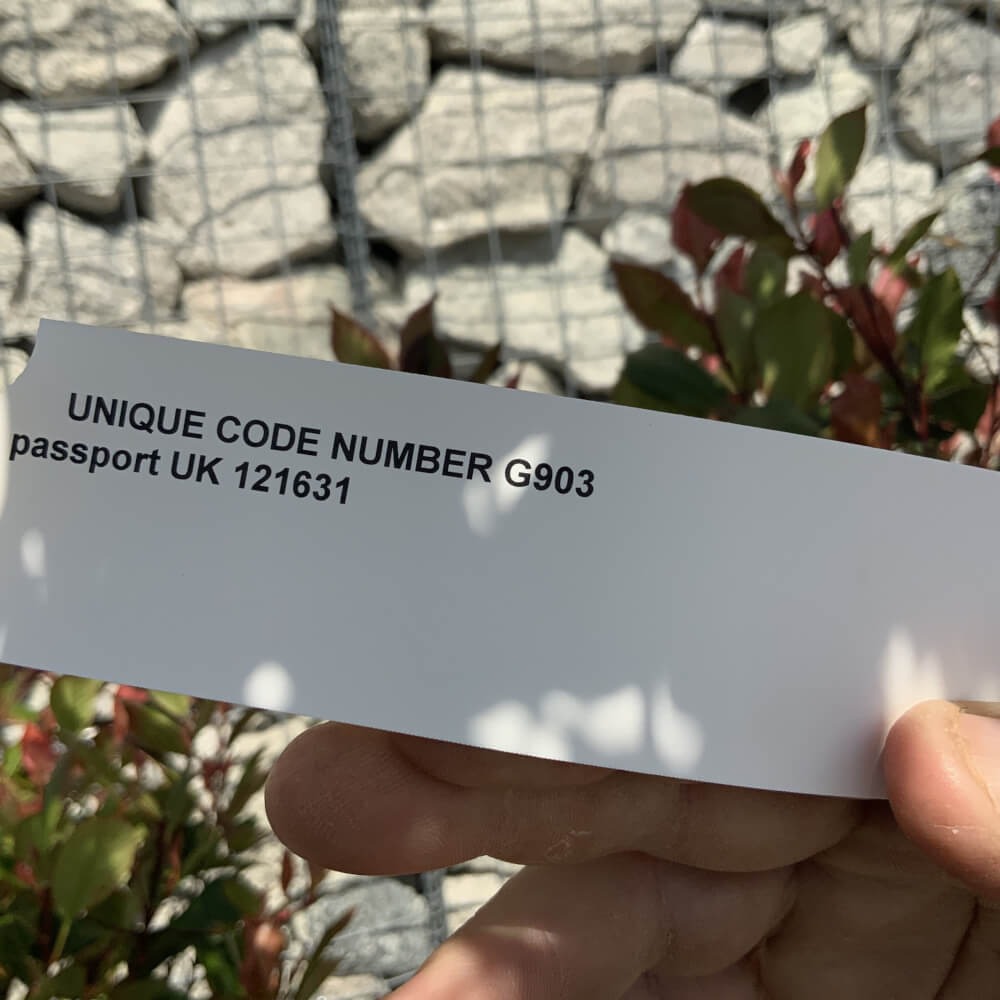 UNIQUE CODE NUMBER G903
passport UK 121631